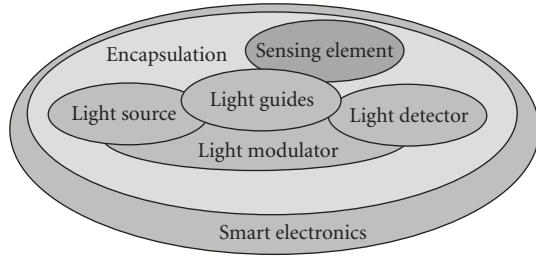 Encapsulation
Sensing element
Light guides
Light source
Light detector
Light modulator
Smart electronics